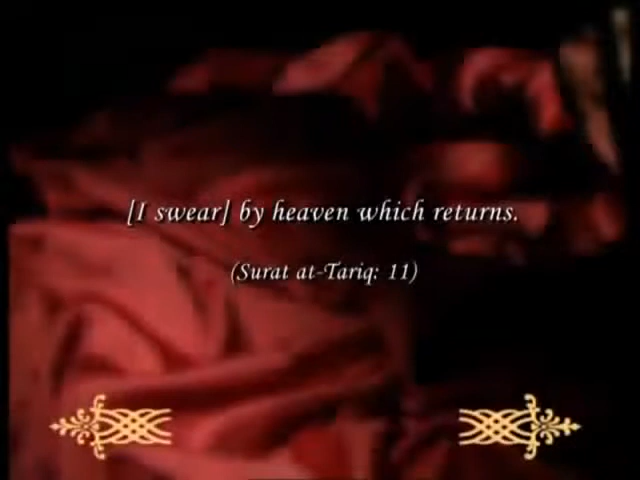 [I swear] by heaven which returns.
(Surat at-Tariq: 11)